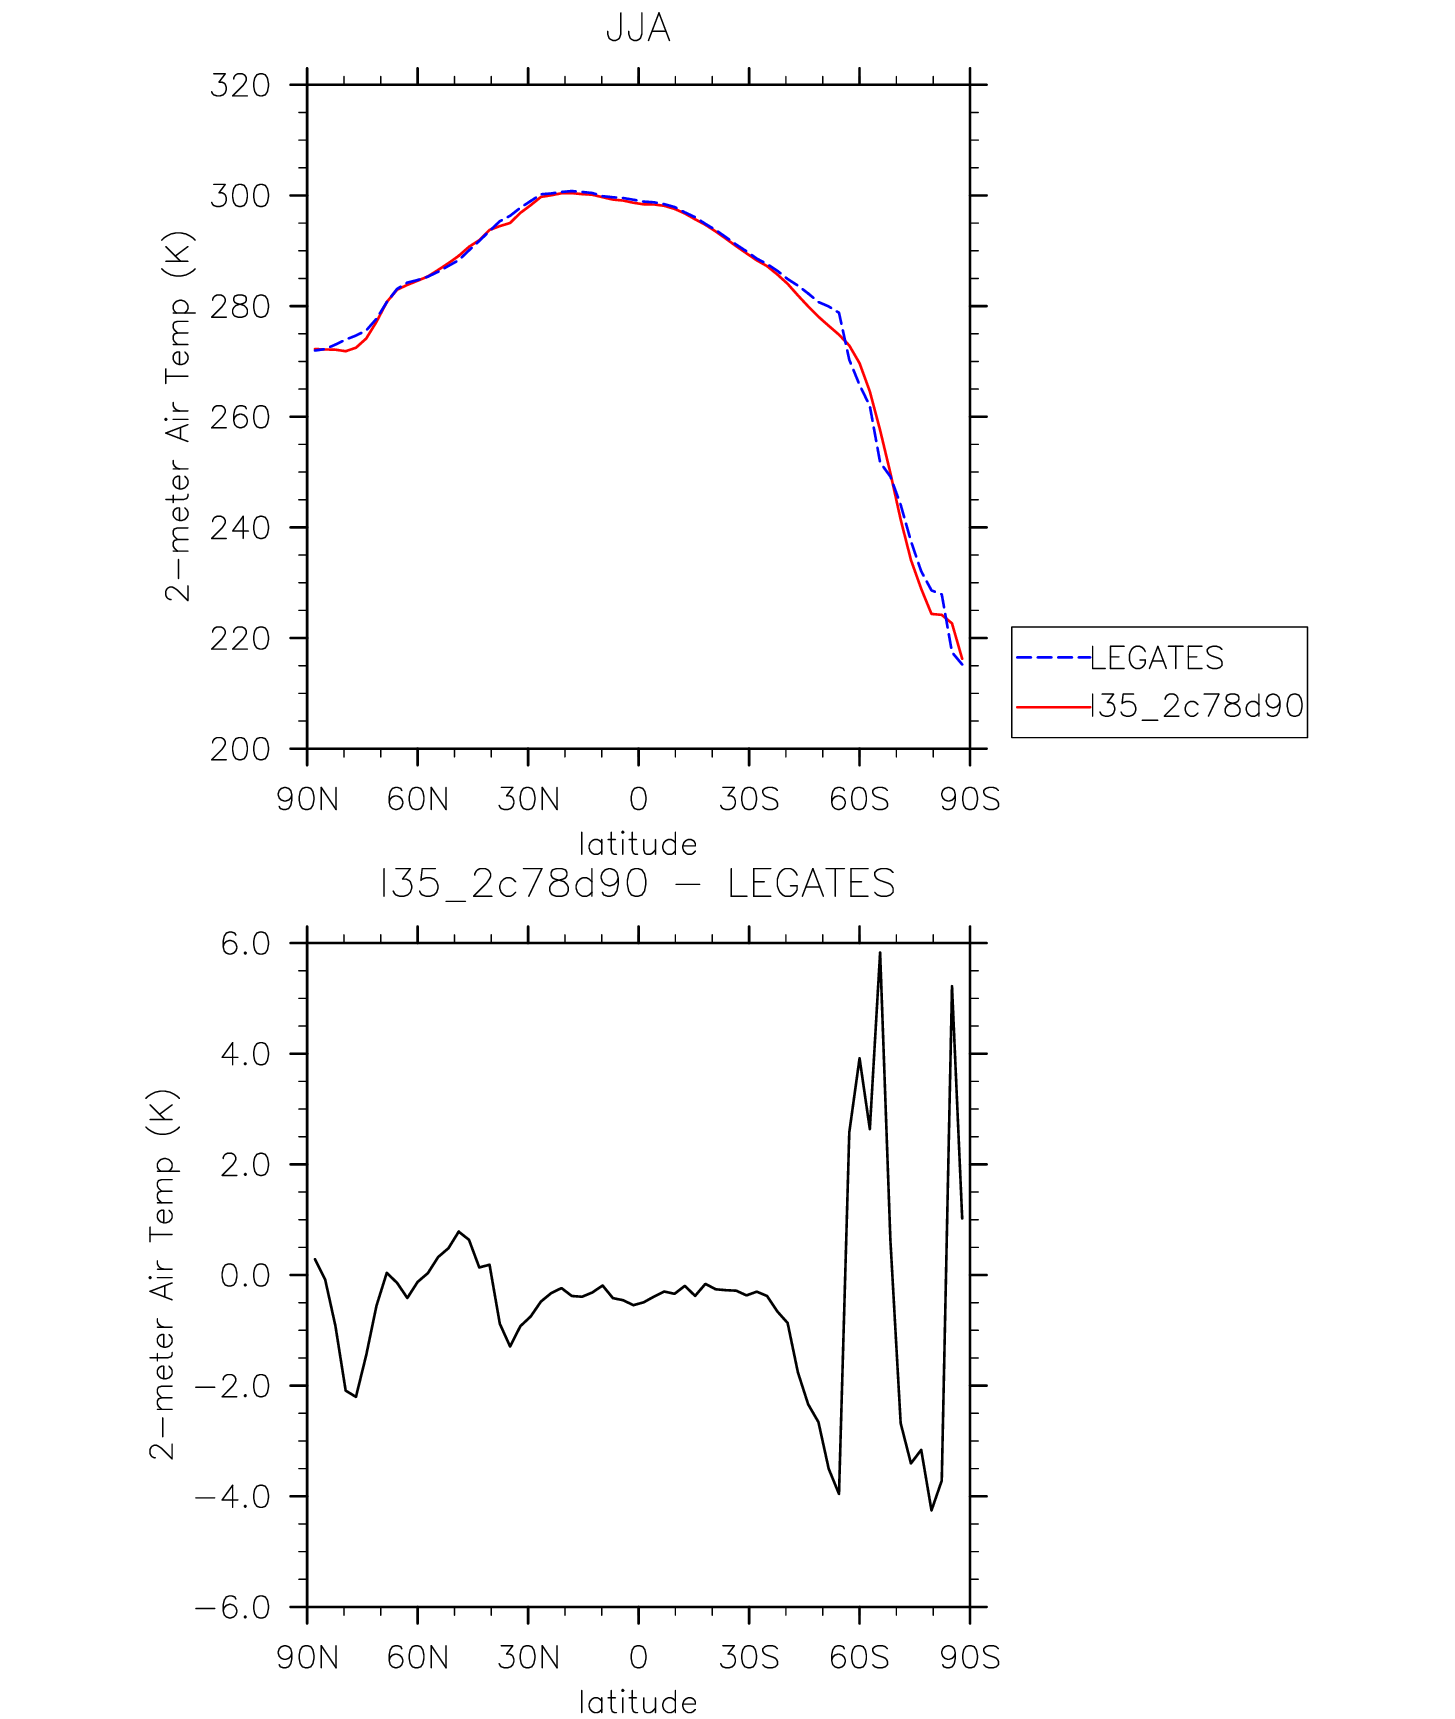 JJA
320
300
280
260
240
220
200
2-meter Air Temp (K)
90N 60N 30N 0 30S 60S 90S
latitude
LEGATES
I35_2c78d90
I35_2c78d90 − LEGATES
6.0
4.0
2.0
0.0
−2.0
−4.0
−6.0
2-meter Air Temp (K)
90N 60N 30N 0 30S 60S 90S
latitude